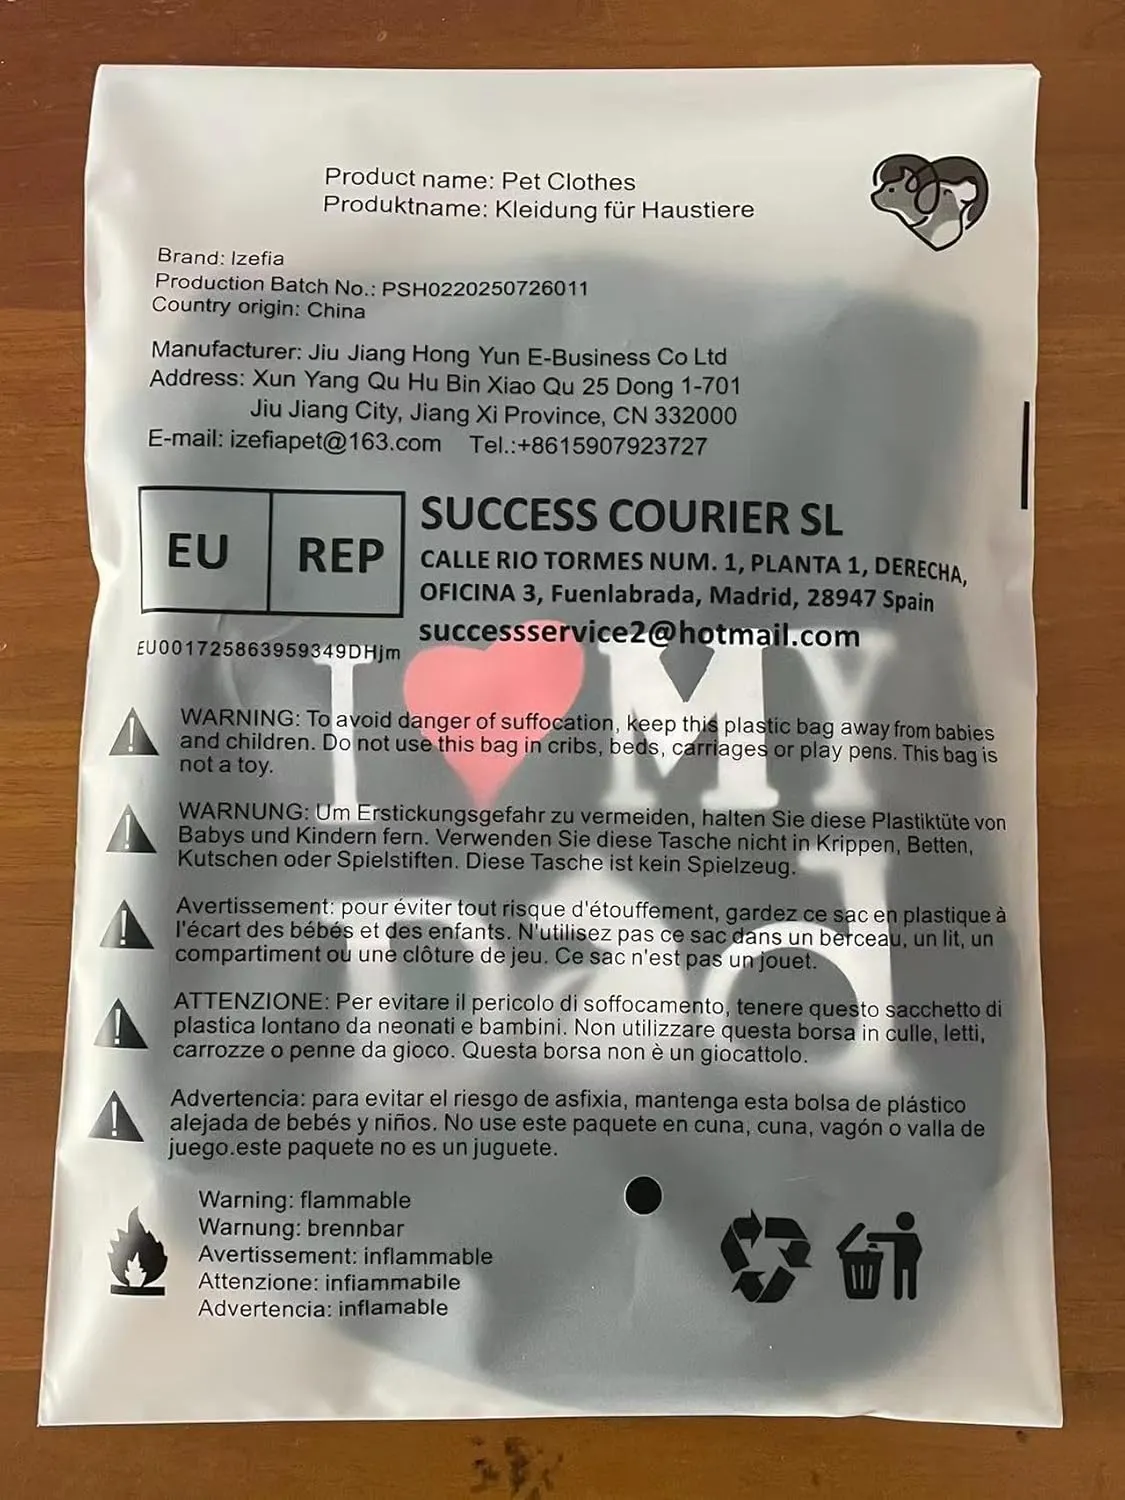 Product name: Pet Clothes
Produktname: Kleidung für Haustiere
Brand: Izefia
Production Batch No.: PSH0220250726011
Country origin: China
Manufacturer: Jiu Jiang Hong Yun E-Business Co Ltd
Address: Xun Yang Qu Hu Bin Xiao Qu 25 Dong 1-701
Jiu Jiang City, Jiang Xi Province, CN 332000
E-mail: izefiapet@163.com Tel.:+8615907923727
EU REP
SUCCESS COURIER SL
CALLE RIO TORMES NUM. 1, PLANTA 1, DERECHA,
OFICINA 3, Fuenlabrada, Madrid, 28947 Spain
successservice2@hotmail.com
EU001725863959349DHjm
I MY
Dad
WARNING: To avoid danger of suffocation, keep this plastic bag away from babies
and children. Do not use this bag in cribs, beds, carriages or play pens. This bag is
not a toy.
WARNUNG: Um Erstickungsgefahr zu vermeiden, halten Sie diese Plastiktüte von
Babys und Kindern fern. Verwenden Sie diese Tasche nicht in Krippen, Betten,
Kutschen oder Spielstiften. Diese Tasche ist kein Spielzeug.
Avertissement: pour éviter tout risque d'étouffement, gardez ce sac en plastique à
l'écart des bébés et des enfants. N'utilisez pas ce sac dans un berceau, un lit, un
compartiment ou une clôture de jeu. Ce sac n'est pas un jouet.
ATTENZIONE: Per evitare il pericolo di soffocamento, tenere questo sacchetto di
plastica lontano da neonati e bambini. Non utilizzare questa borsa in culle, letti,
carrozze o penne da gioco. Questa borsa non è un giocattolo.
Advertencia: para evitar el riesgo de asfixia, mantenga esta bolsa de plástico
alejada de bebés y niños. No use este paquete en cuna, cuna, vagón o valla de
juego.este paquete no es un juguete.
Warning: flammable
Warnung: brennbar
Avertissement: inflammable
Attenzione: infiammabile
Advertencia: inflamable